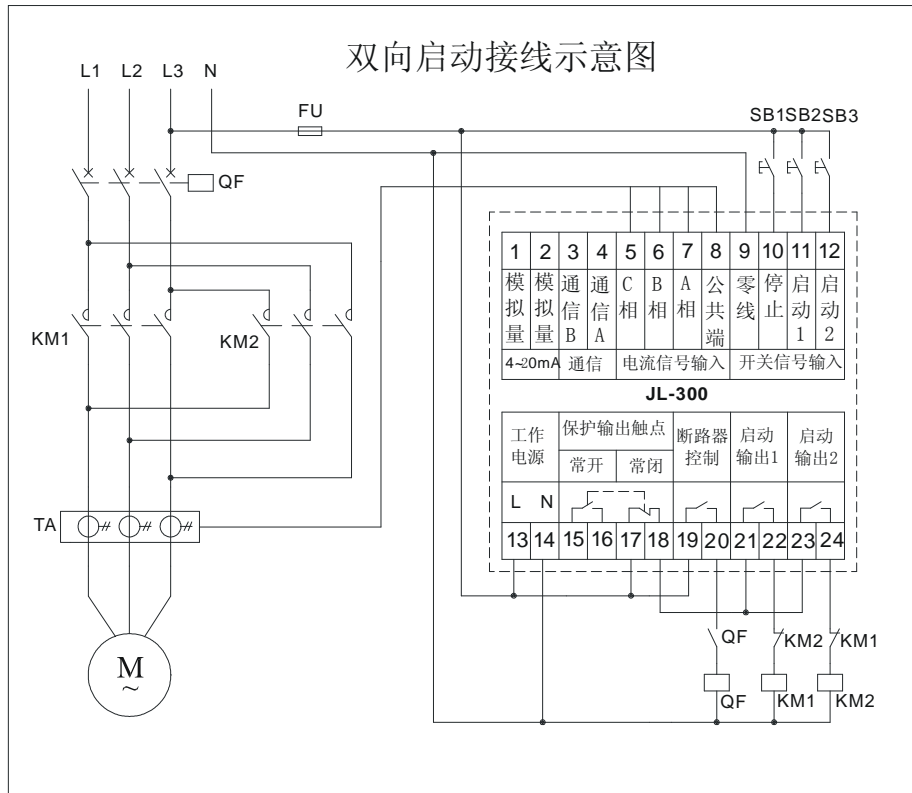 双向启动接线示意图
L1 L2 L3 N
FU
SB1 SB2 SB3
QF
1 2 3 4 5 6 7 8 9 10 11 12
模拟量 模拟量 通信B 通信A C相 B相 A相 公共端 零线 停止 启动1 启动2
4~20mA 通信 电流信号输入 开关信号输入
KM1 KM2
JL-300
工作电源 保护输出触点 断路器控制 启动输出1 启动输出2
常开 常闭
L N
TA
13 14 15 16 17 18 19 20 21 22 23 24
QF KM2 KM1
M
~
QF KM1 KM2